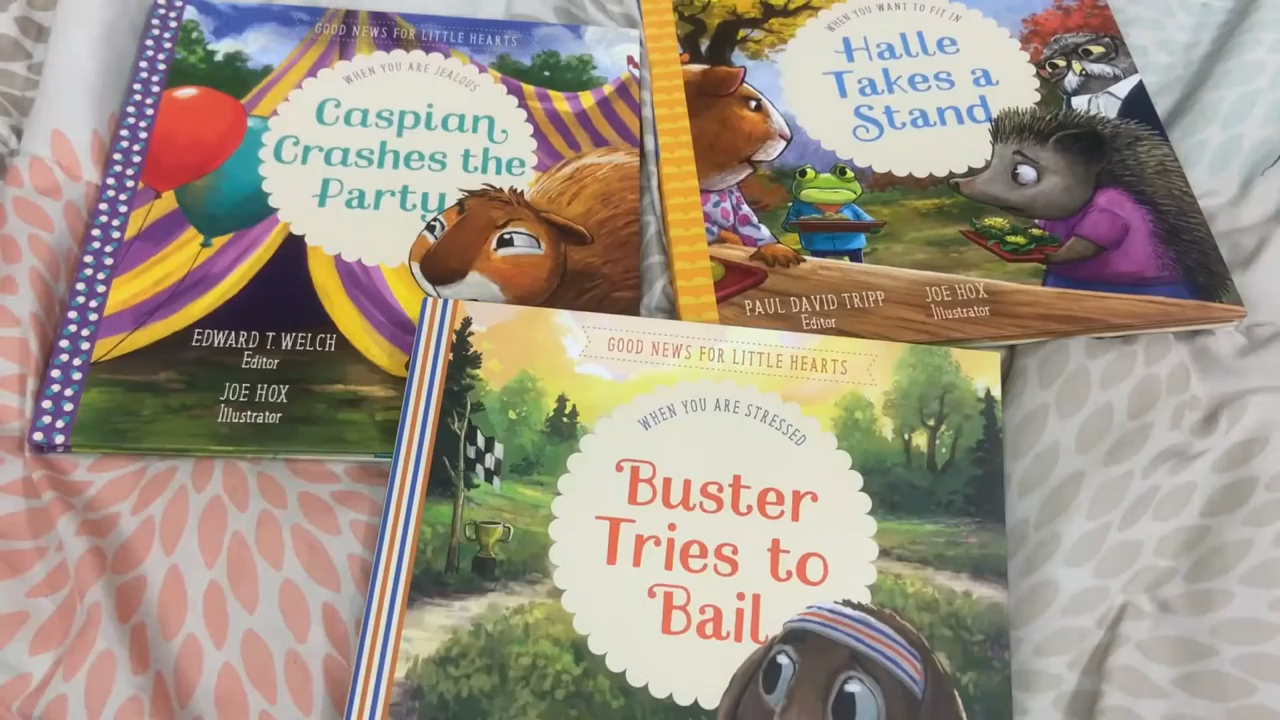 GOOD NEWS FOR LITTLE HEARTS
WHEN YOU ARE JEALOUS
Caspian
Crashes the
Party
EDWARD T. WELCH
Editor
JOE HOX
Illustrator
WHEN YOU WANT TO FIT IN
Halle
Takes a
Stand
PAUL DAVID TRIPP
Editor
JOE HOX
Illustrator
GOOD NEWS FOR LITTLE HEARTS
WHEN YOU ARE STRESSED
Buster
Tries to
Bail